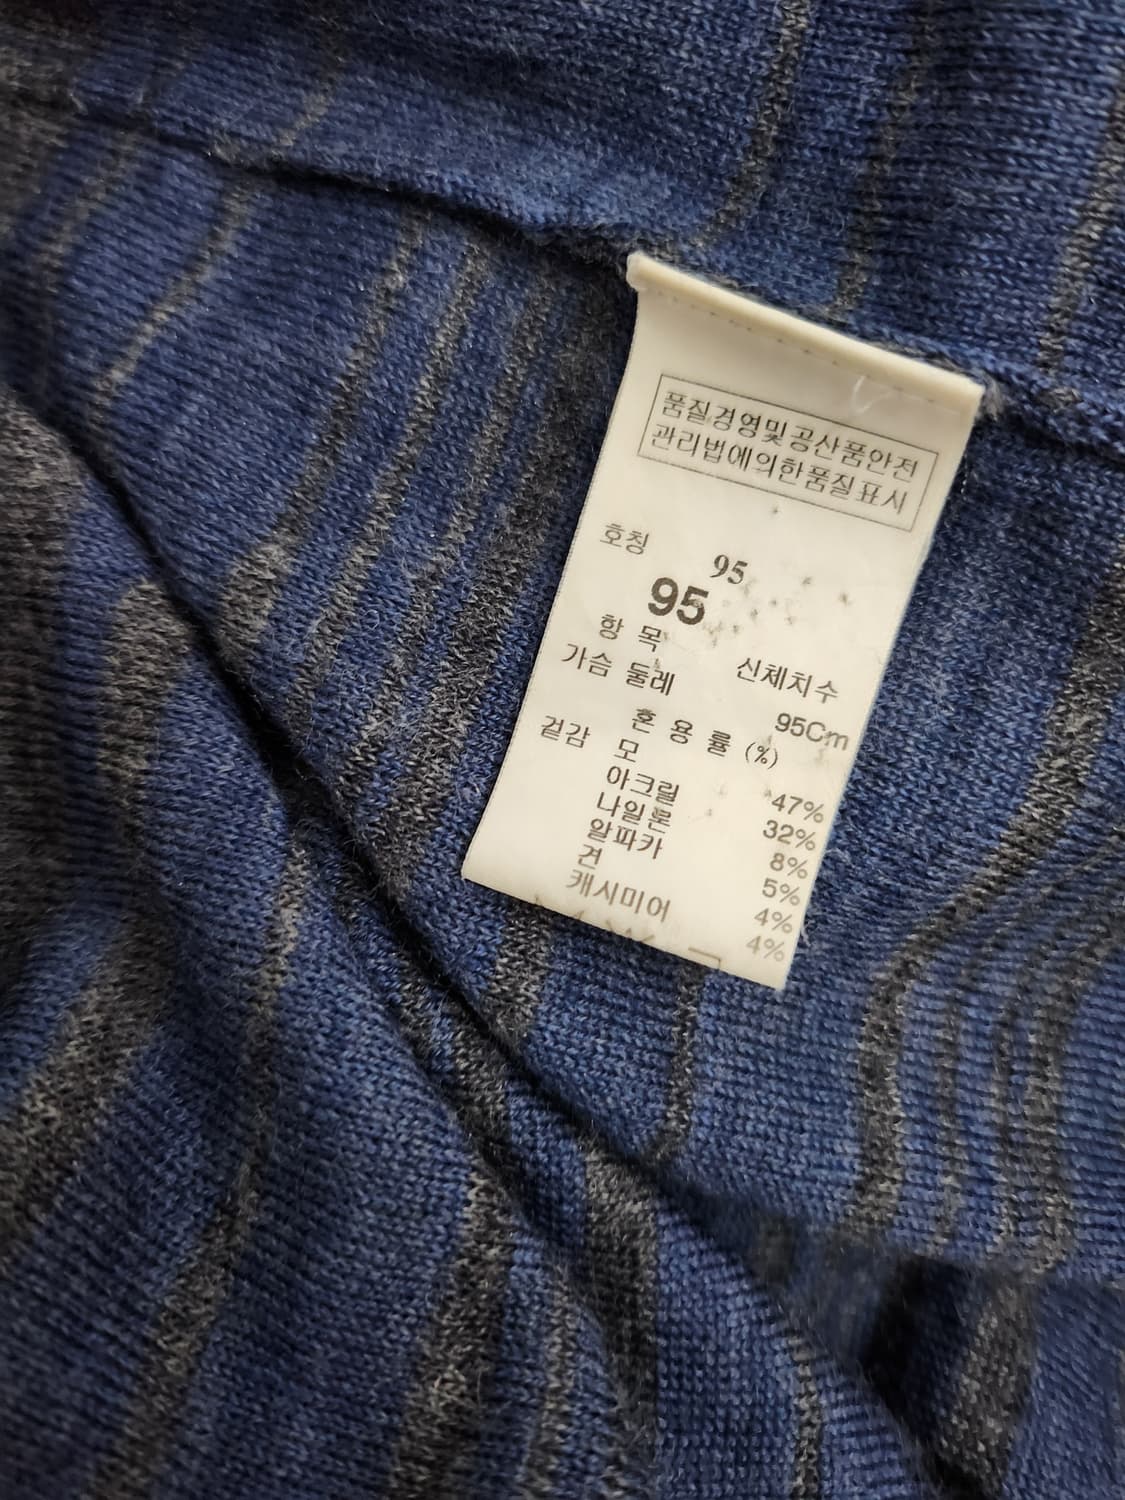 품질경영및공산품안전
관리법에의한품질표시
호칭 95
95
항 목 신체치수
가슴 둘레 95Cm
혼 용 률 (%)
겉감 모 47%
아크릴 32%
나일론 8%
알파카 5%
견 4%
캐시미어 4%